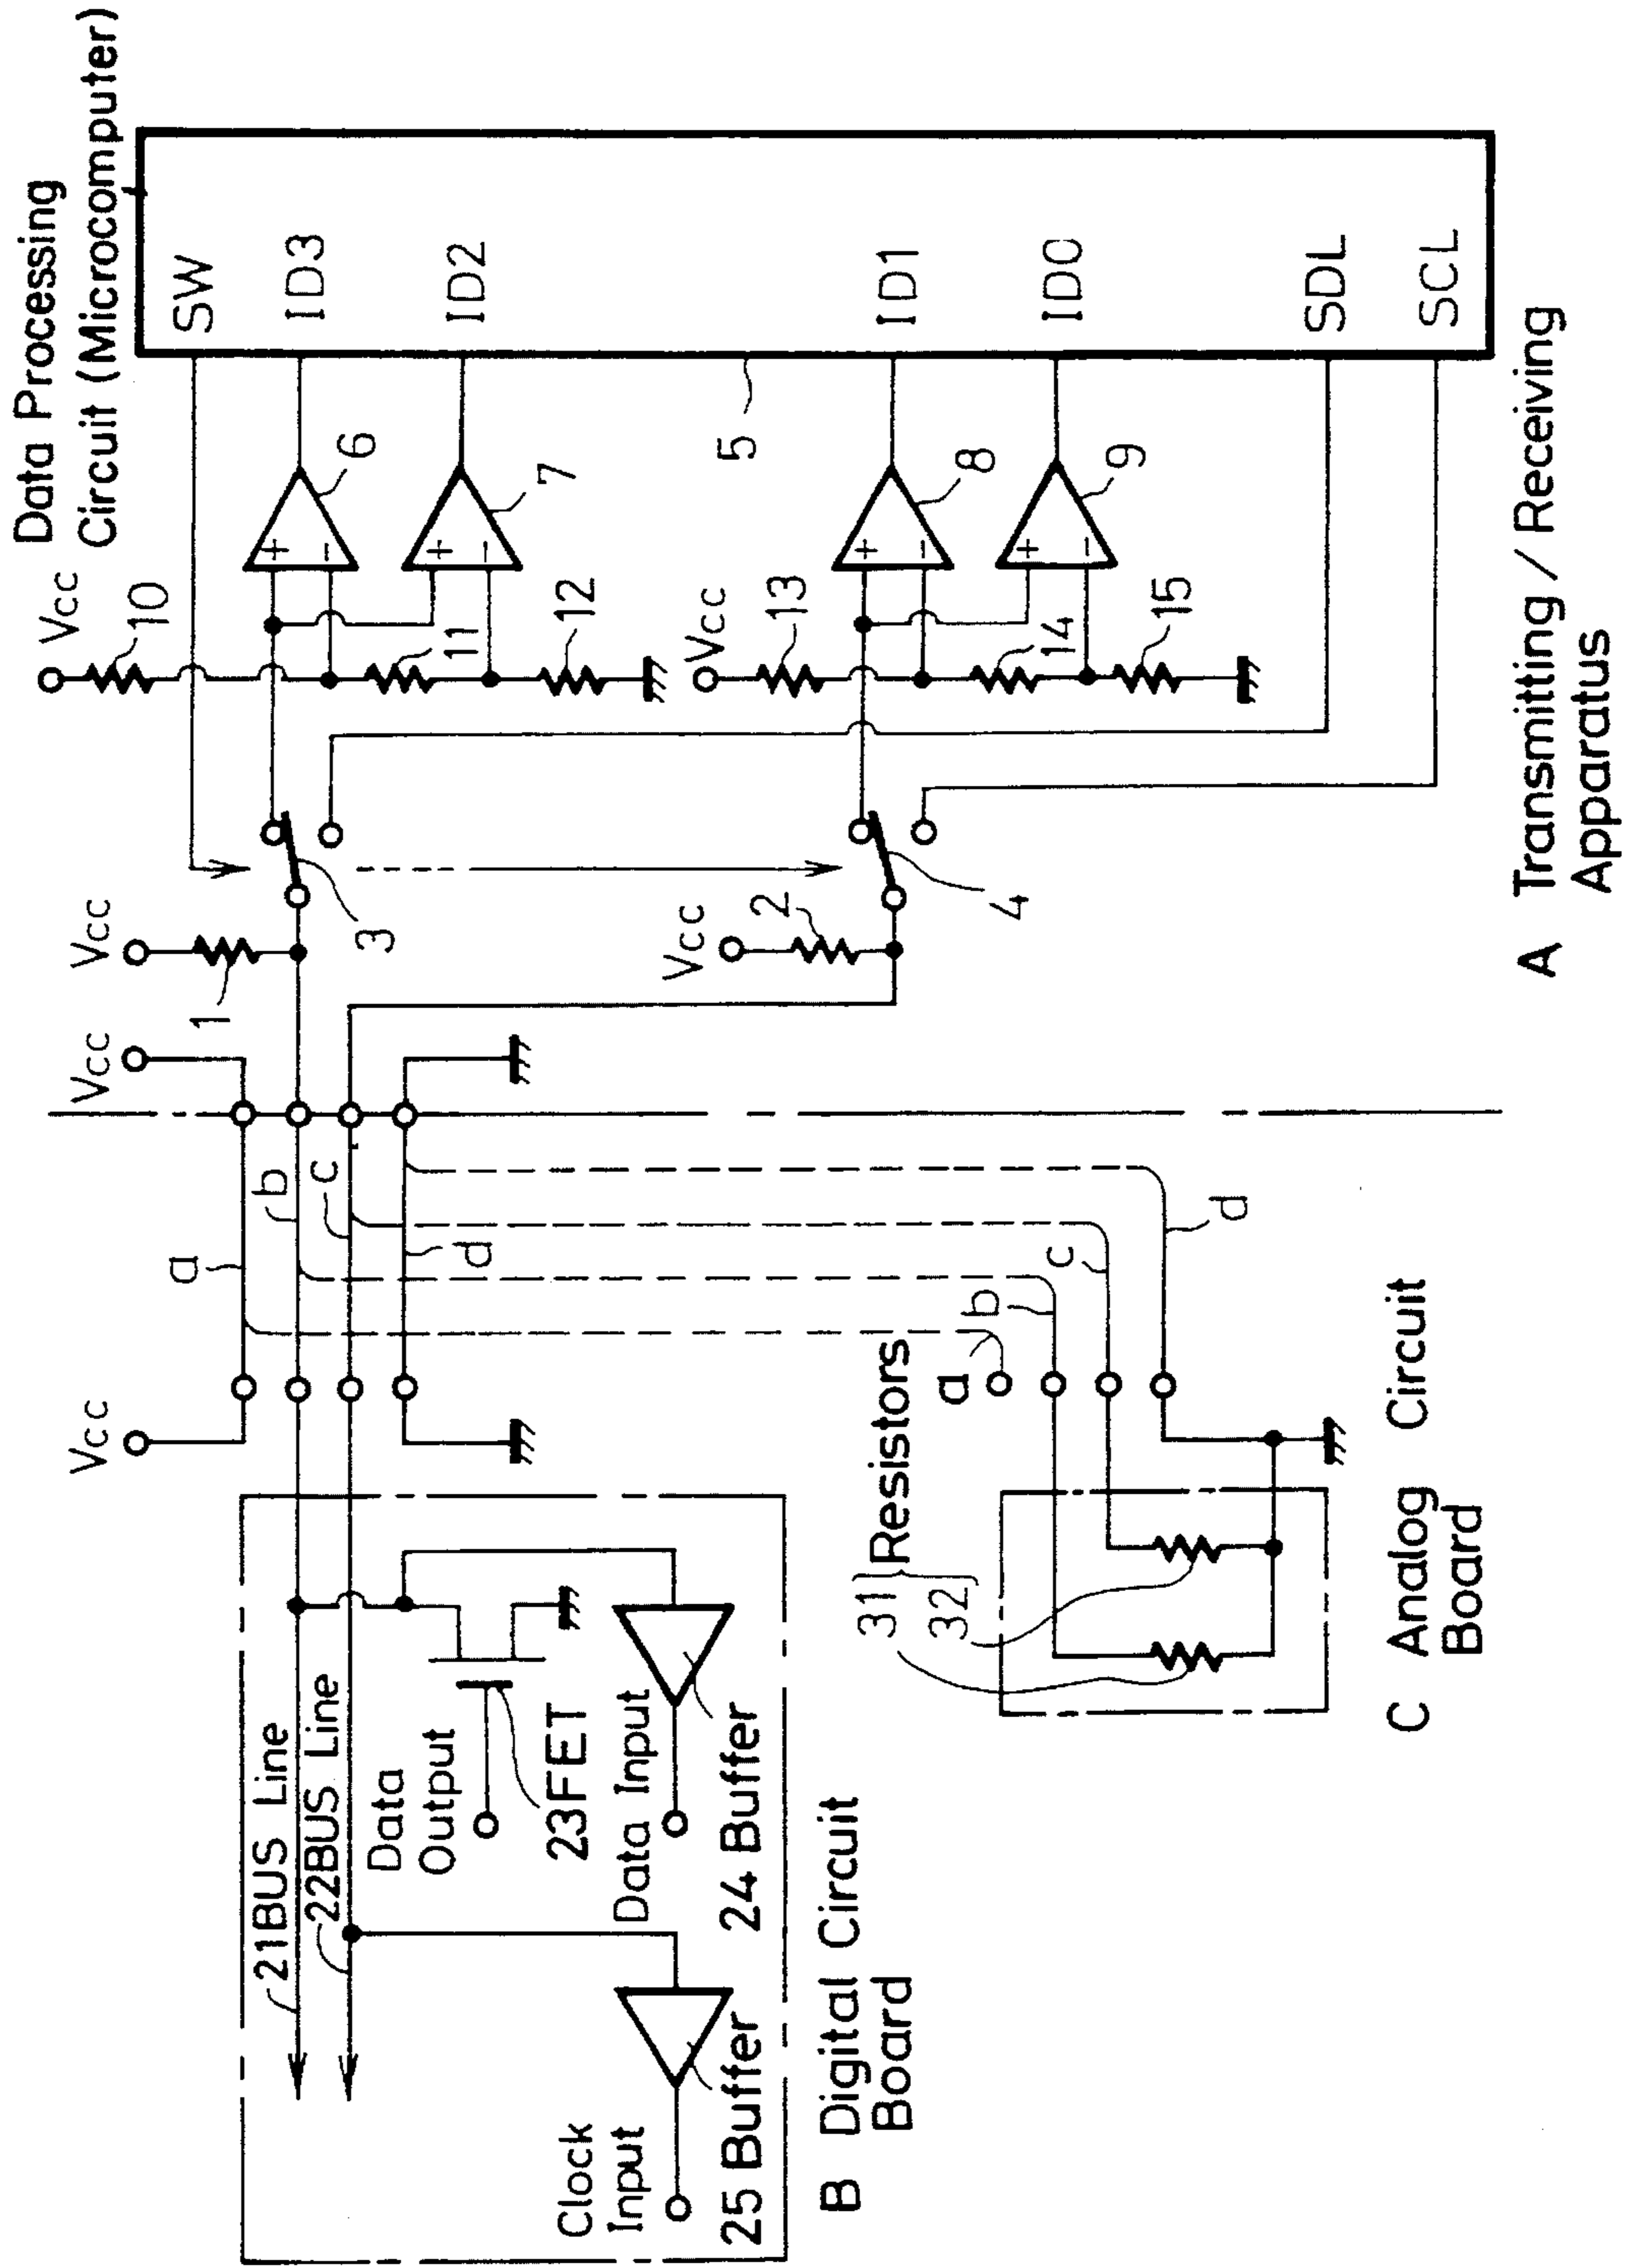 Data Processing
Circuit (Microcomputer)
SW
ID3
ID2
ID1
ID0
SDL
SCL
5
6
7
8
9
Vcc
10
11
12
Vcc
13
14
15
3
4
Vcc
1
Vcc
2
Vcc
A Transmitting / Receiving
Apparatus
a
b
c
d
Vcc
a
b
c
d
a
Resistors
31
32
C Analog Circuit
Board
21BUS Line
22BUS Line
Data
Output
23FET
Data Input
24 Buffer
Clock
Input
25 Buffer
B Digital Circuit
Board
+
-
+
-
+
-
+
-